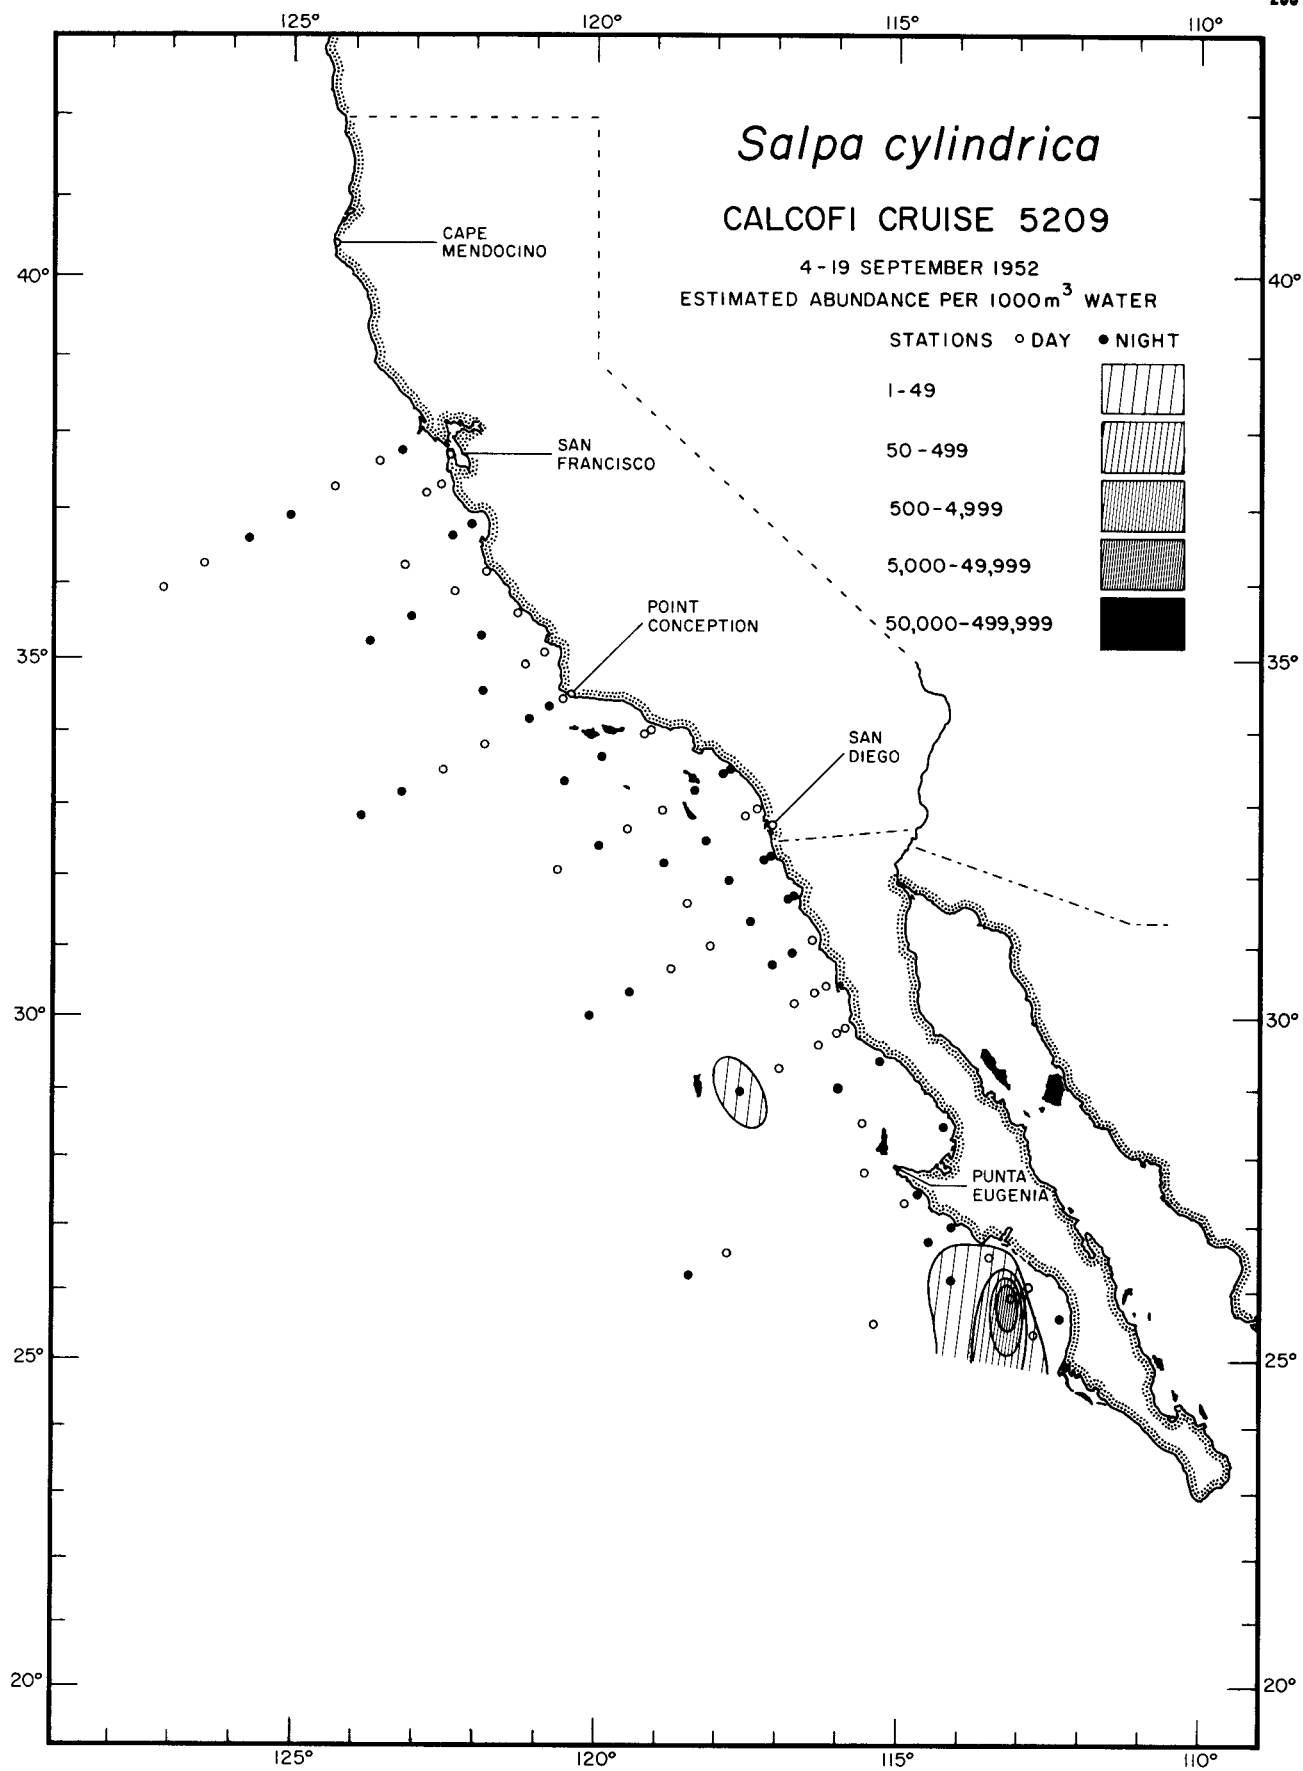 125° 120° 115° 110°
Salpa cylindrica
CALCOFI CRUISE 5209
4-19 SEPTEMBER 1952
ESTIMATED ABUNDANCE PER 1000m³ WATER
STATIONS ○ DAY ● NIGHT
1-49
50-499
500-4,999
5,000-49,999
50,000-499,999
CAPE
MENDOCINO
40° 40°
SAN
FRANCISCO
POINT
CONCEPTION
35° 35°
SAN
DIEGO
30° 30°
PUNTA
EUGENIA
25° 25°
20° 20°
125° 120° 115° 110°